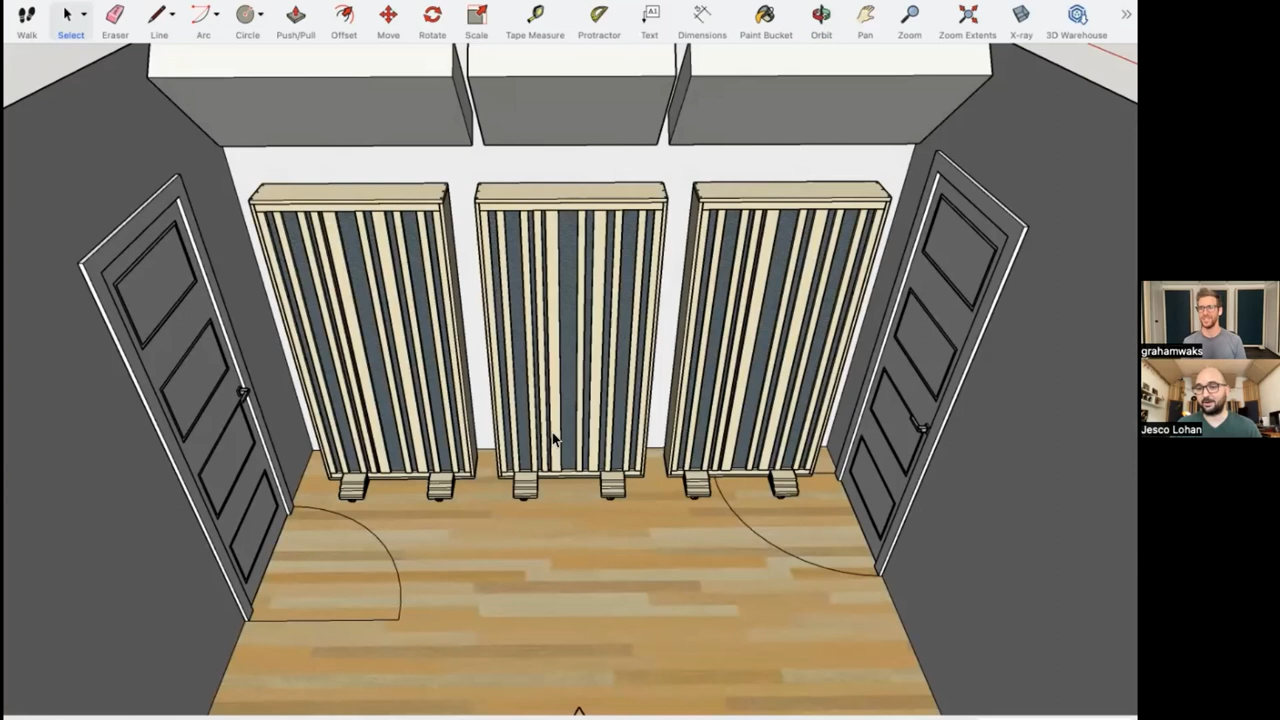 Walk Select Eraser Line Arc Circle Push/Pull Offset Move Rotate Scale Tape Measure Protractor Text Dimensions Paint Bucket Orbit Pan Zoom Zoom Extents X-ray 3D Warehouse
A1
grahamwaks
Jesco Lohan